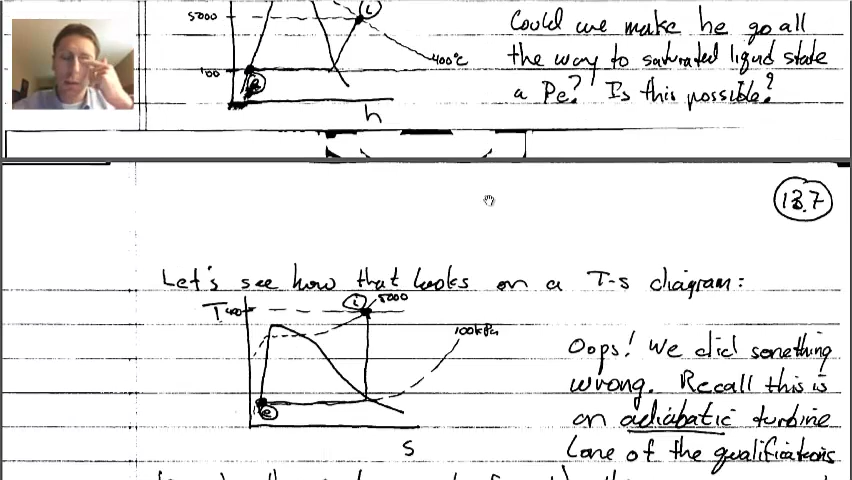 5000
i
Could we make he go all
the way to saturated liquid state
400°C
100
e
a Pe? Is this possible?
h
13.7
Let's see how that looks on a T-s diagram:
i
5000
T
400
100kPa
Oops! We did something
wrong. Recall this is
e
an adiabatic turbine
s
(one of the qualifications